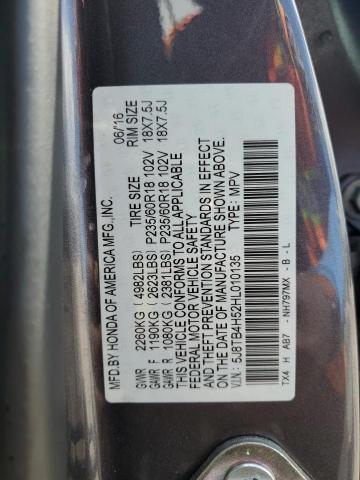 MFD.BY HONDA OF AMERICA MFG.,INC. 06/16
TIRE SIZE RIM SIZE
GVWR 2260KG ( 4982LBS)
GAWR F 1190KG ( 2623LBS) P235/60R18 102V 18X7.5J
GAWR R 1080KG ( 2381LBS) P235/60R18 102V 18X7.5J
THIS VEHICLE CONFORMS TO ALL APPLICABLE
FEDERAL MOTOR VEHICLE SAFETY
AND THEFT PREVENTION STANDARDS IN EFFECT
ON THE DATE OF MANUFACTURE SHOWN ABOVE.
V.I.N.: 5J8TB4H52HL010135 TYPE: MPV
TX4 H AB7 - NH797MX - B - L